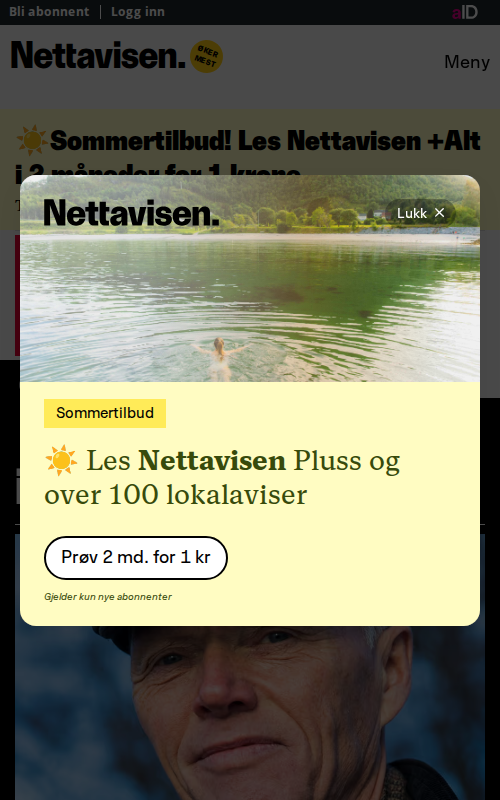 Bli abonnent | Logg inn
aID
Nettavisen.
ØKER
MEST
Meny
☀️Sommertilbud! Les Nettavisen +Alt
i 2 måneder for 1 krone
Nettavisen.
Lukk ✕
Sommertilbud
☀️ Les Nettavisen Pluss og
over 100 lokalaviser
Prøv 2 md. for 1 kr
Gjelder kun nye abonnenter